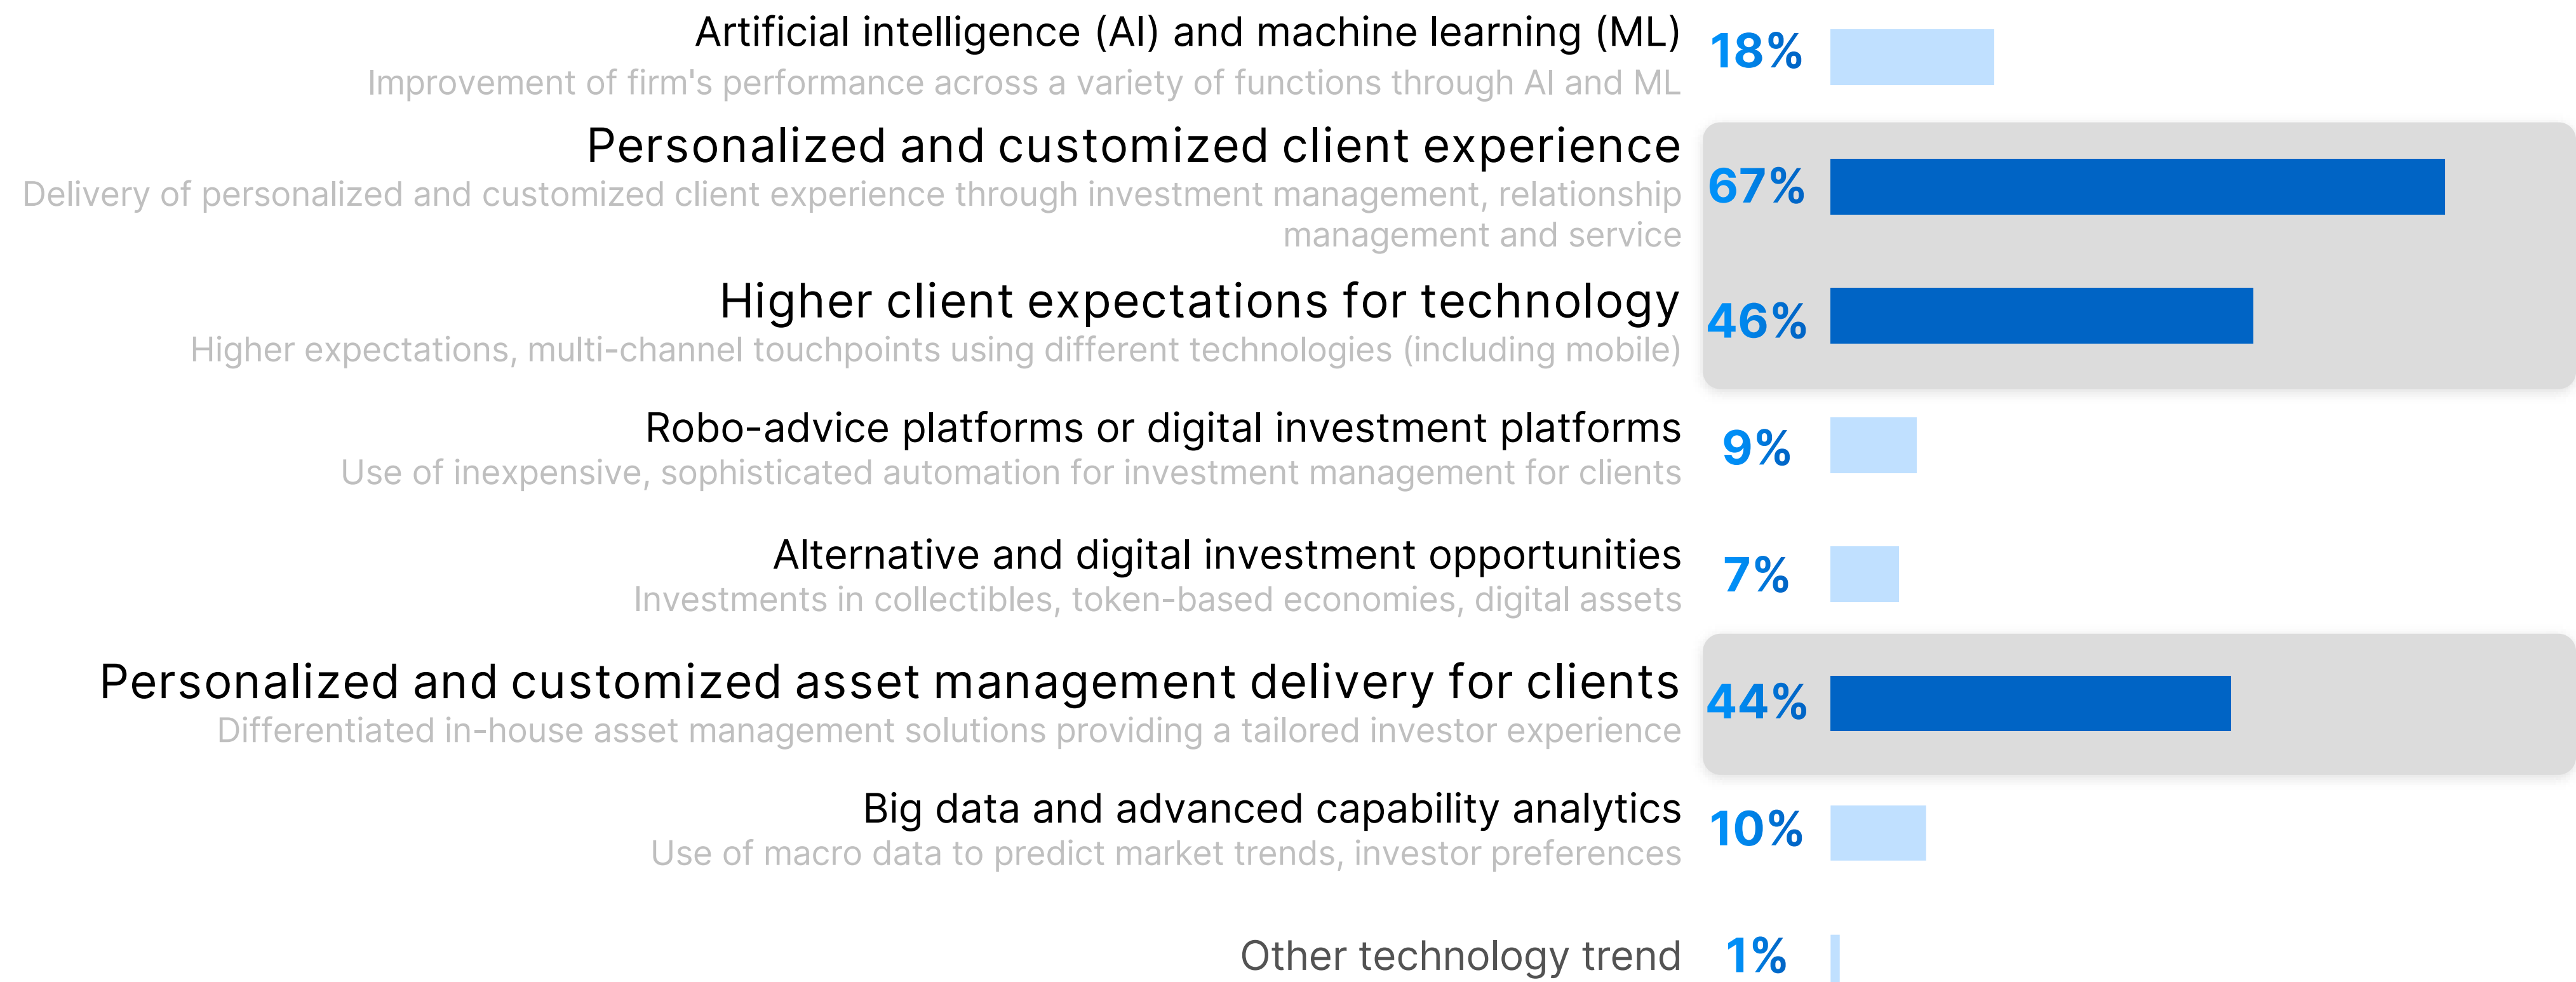 Artificial intelligence (AI) and machine learning (ML)
18%
Improvement of firm's performance across a variety of functions through AI and ML
Personalized and customized client experience
67%
Delivery of personalized and customized client experience through investment management, relationship
management and service
Higher client expectations for technology
46%
Higher expectations, multi-channel touchpoints using different technologies (including mobile)
Robo-advice platforms or digital investment platforms
9%
Use of inexpensive, sophisticated automation for investment management for clients
Alternative and digital investment opportunities
7%
Investments in collectibles, token-based economies, digital assets
Personalized and customized asset management delivery for clients
44%
Differentiated in-house asset management solutions providing a tailored investor experience
Big data and advanced capability analytics
10%
Use of macro data to predict market trends, investor preferences
Other technology trend
1%